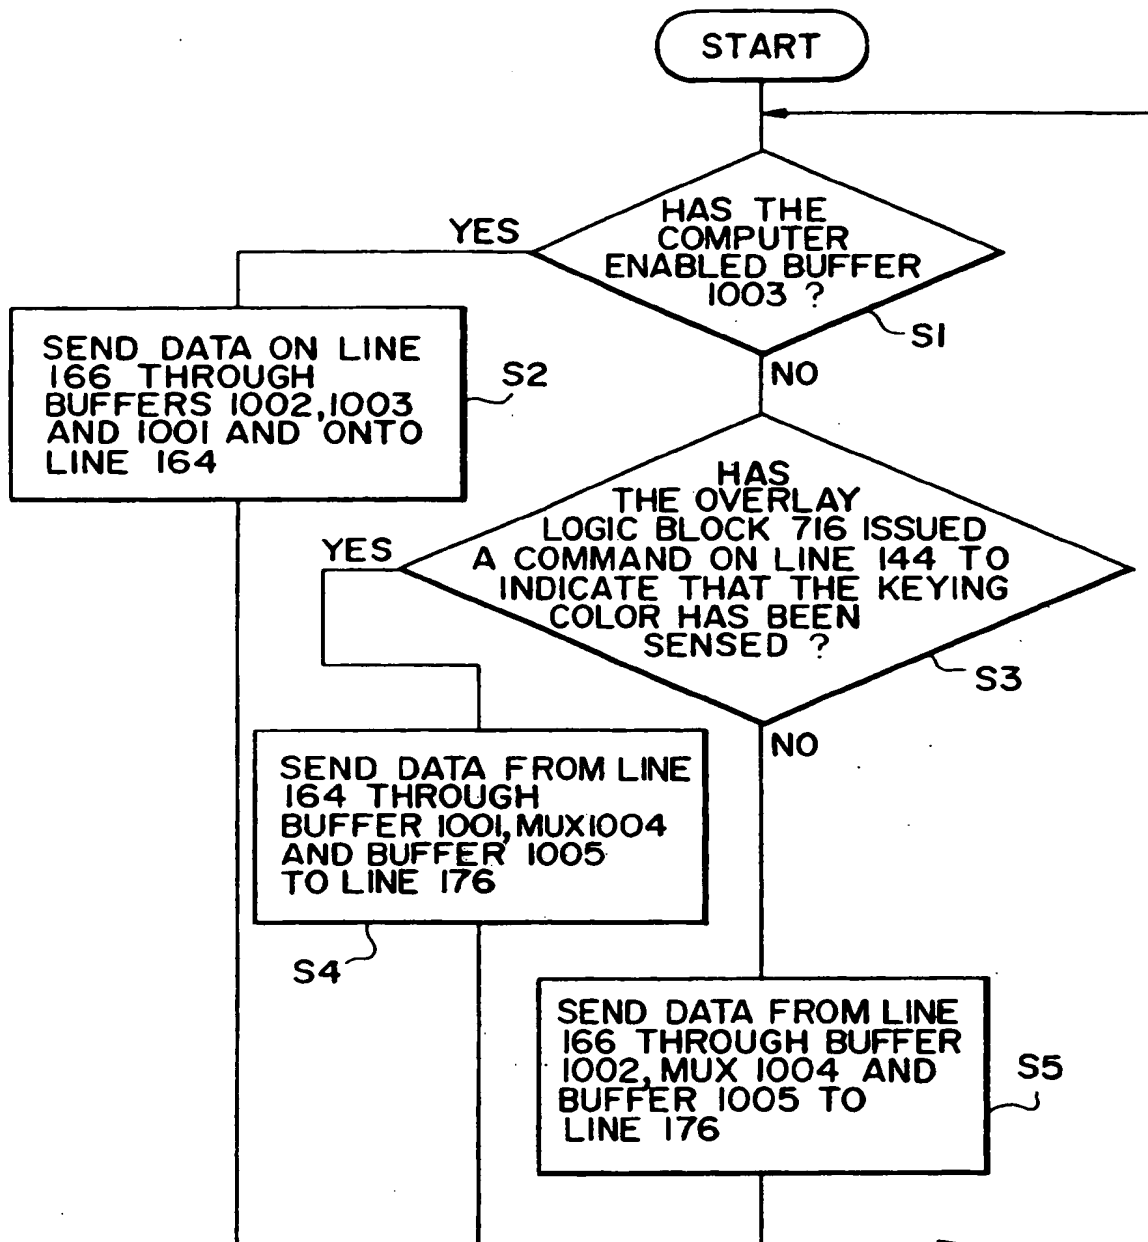 START
HAS THE
COMPUTER
ENABLED BUFFER
1003 ?
YES
S1
NO
SEND DATA ON LINE
166 THROUGH
BUFFERS 1002, 1003
AND 1001 AND ONTO
LINE 164
S2
HAS
THE OVERLAY
LOGIC BLOCK 716 ISSUED
A COMMAND ON LINE 144 TO
INDICATE THAT THE KEYING
COLOR HAS BEEN
SENSED ?
YES
S3
NO
SEND DATA FROM LINE
164 THROUGH
BUFFER 1001, MUX1004
AND BUFFER 1005
TO LINE 176
S4
SEND DATA FROM LINE
166 THROUGH BUFFER
1002, MUX 1004 AND
BUFFER 1005 TO
LINE 176
S5